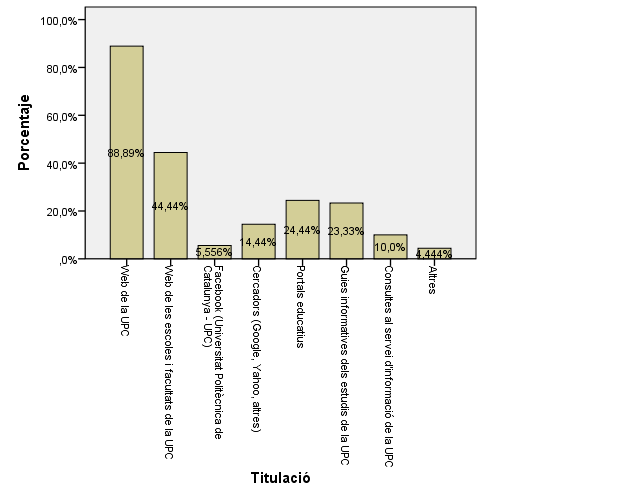 100,0%
80,0%
60,0%
40,0%
20,0%
,0%
Porcentaje
88,89%
44,44%
5,556%
14,44%
24,44%
23,33%
10,0%
4,444%
Web de la UPC
Web de les escoles i facultats de la UPC
Facebook (Universitat Politècnica de
Catalunya - UPC)
Cercadors (Google, Yahoo, altres)
Portals educatius
Guies informatives dels estudis de la UPC
Consultes al servei d'informació de la UPC
Altres
Titulació